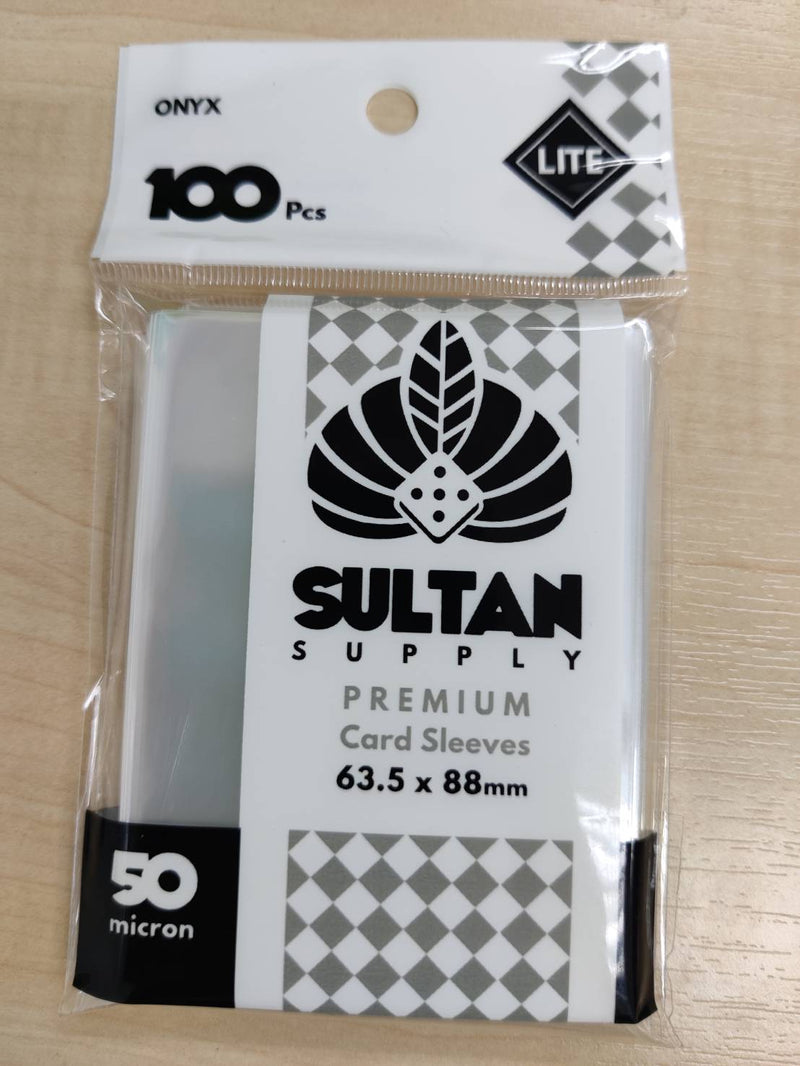 ONYX
100 Pcs
LITE
SULTAN
SUPPLY
PREMIUM
Card Sleeves
63.5 x 88mm
50
micron